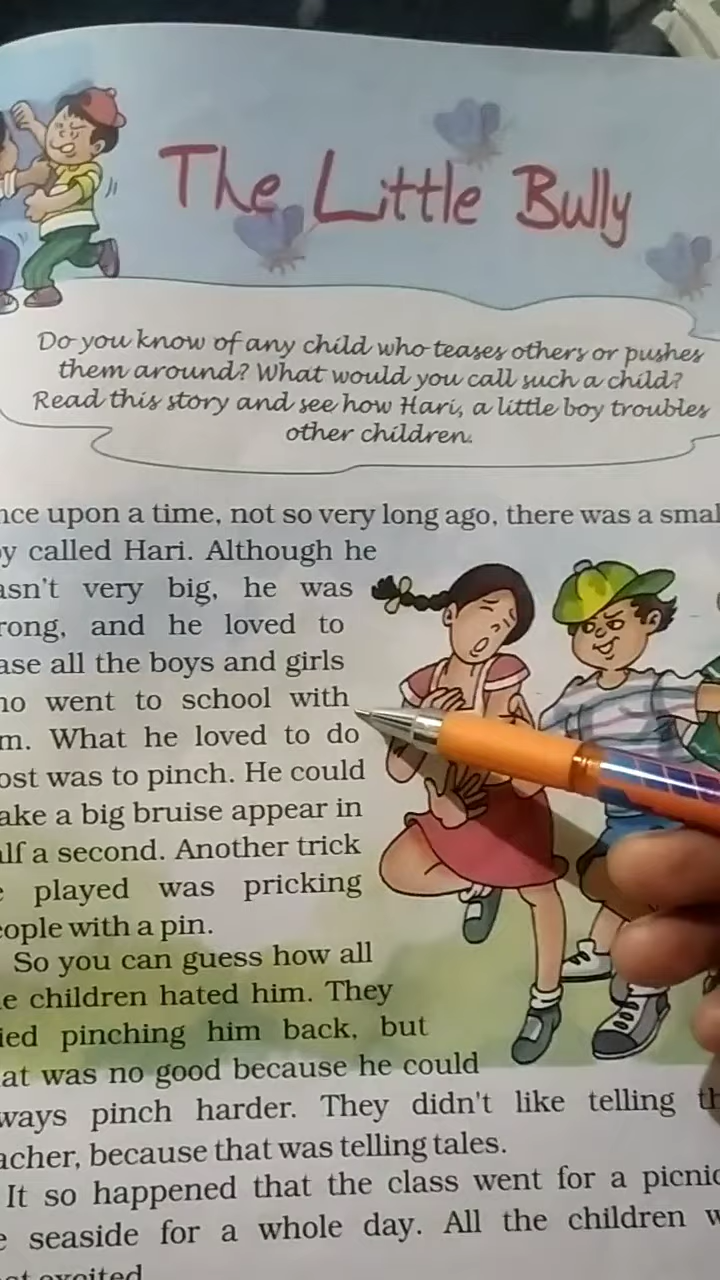 The Little Bully
Do you know of any child who teases others or pushes
them around? What would you call such a child?
Read this story and see how Hari, a little boy troubles
other children.
nce upon a time, not so very long ago, there was a smal
y called Hari. Although he
asn't very big, he was
rong, and he loved to
ase all the boys and girls
ho went to school with
m. What he loved to do
ost was to pinch. He could
ake a big bruise appear in
alf a second. Another trick
e played was pricking
eople with a pin.
So you can guess how all
e children hated him. They
ied pinching him back, but
at was no good because he could
ways pinch harder. They didn't like telling th
acher, because that was telling tales.
It so happened that the class went for a picnic
e seaside for a whole day. All the children w
excited